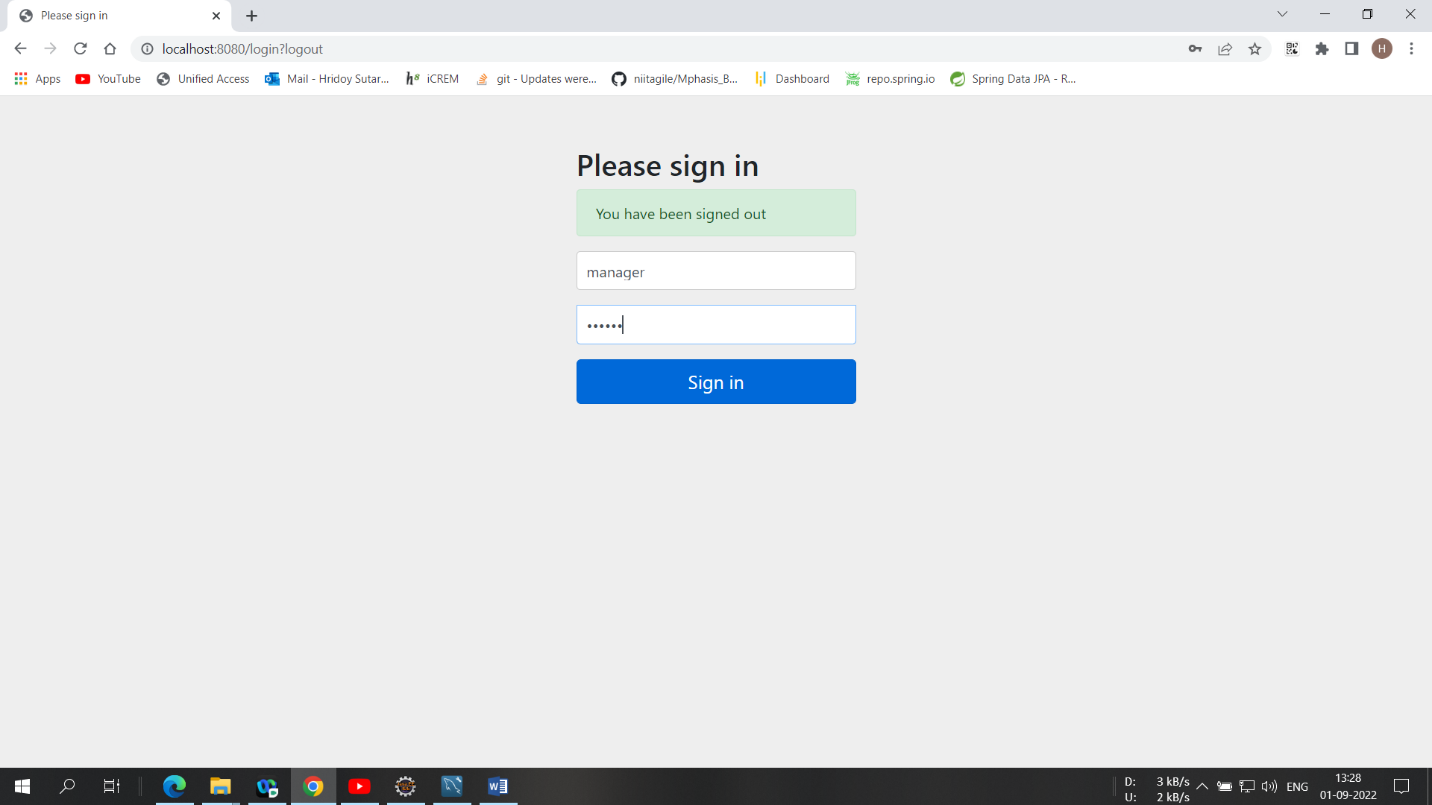 Please sign in
localhost:8080/login?logout
H
Apps
YouTube
Unified Access
Mail - Hridoy Sutar...
h⁸ iCREM
git - Updates were...
niitagile/Mphasis_B...
Dashboard
repo.spring.io
Spring Data JPA - R...
Please sign in
You have been signed out
manager
••••••
Sign in
D: 3 kB/s
U: 2 kB/s
ENG
13:28
01-09-2022